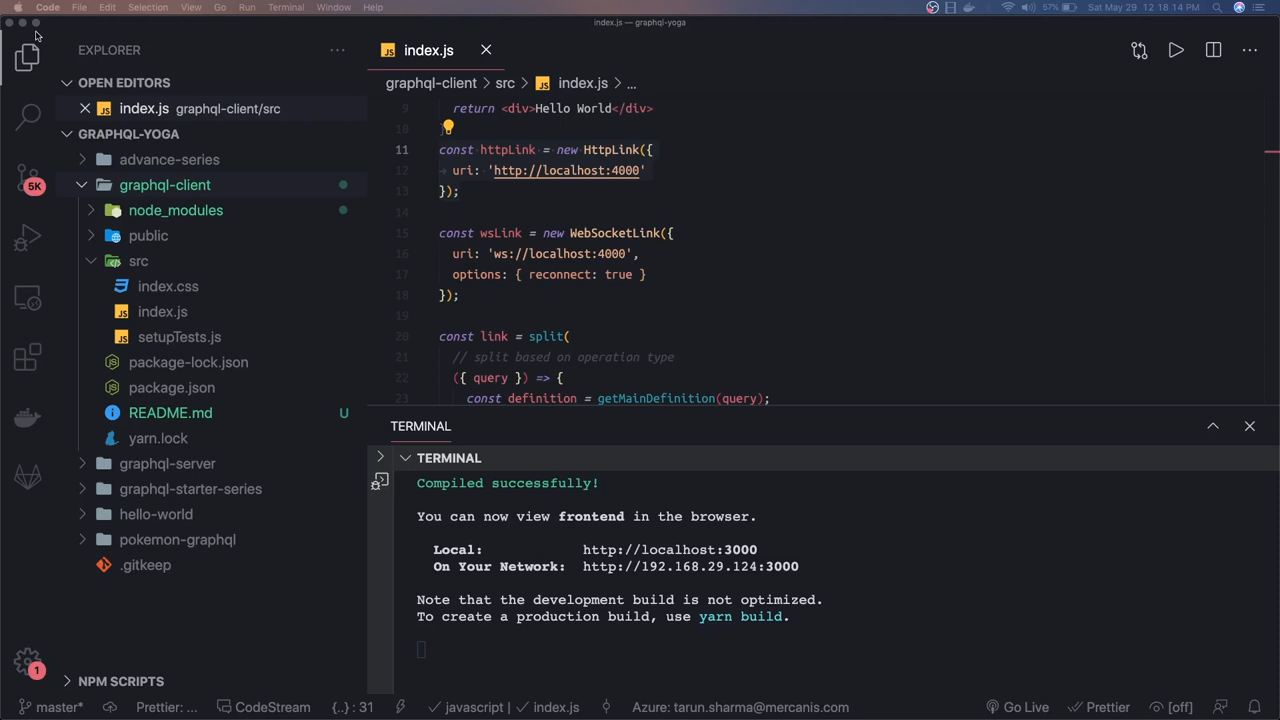 Code File Edit Selection View Go Run Terminal Window Help 57% Sat May 29 12:18:14 PM
index.js — graphql-yoga
EXPLORER
OPEN EDITORS
index.js graphql-client/src
GRAPHQL-YOGA
advance-series
graphql-client
node_modules
public
src
index.css
index.js
setupTests.js
package-lock.json
package.json
README.md U
yarn.lock
graphql-server
graphql-starter-series
hello-world
pokemon-graphql
.gitkeep
NPM SCRIPTS
5K
1
index.js
graphql-client > src > index.js > ...
9 return <div>Hello World</div>
10 }
11 const httpLink = new HttpLink({
12 uri: 'http://localhost:4000'
13 });
14
15 const wsLink = new WebSocketLink({
16 uri: 'ws://localhost:4000',
17 options: { reconnect: true }
18 });
19
20 const link = split(
21 // split based on operation type
22 ({ query }) => {
23 const definition = getMainDefinition(query);
TERMINAL
TERMINAL
Compiled successfully!
You can now view frontend in the browser.
Local: http://localhost:3000
On Your Network: http://192.168.29.124:3000
Note that the development build is not optimized.
To create a production build, use yarn build.
master* Prettier: ... CodeStream {..} : 31 javascript | index.js Azure: tarun.sharma@mercanis.com Go Live Prettier [off]